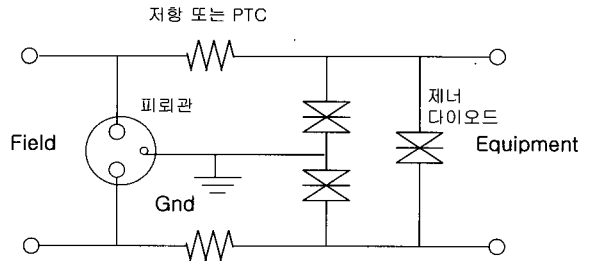 저항 또는 PTC
피뢰관
제너
다이오드
Field
Equipment
Gnd